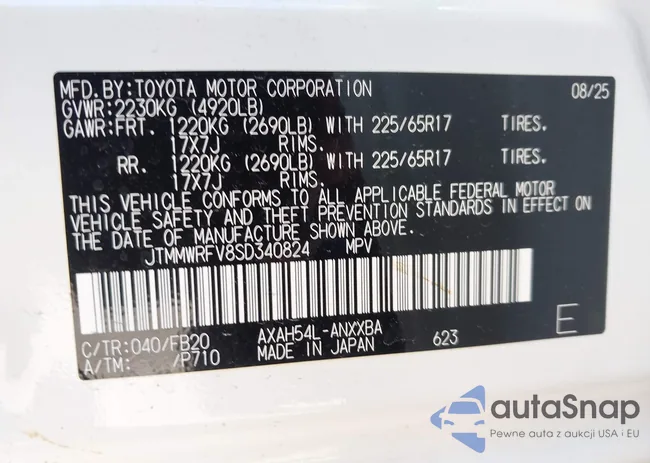 MFD.BY:TOYOTA MOTOR CORPORATION 08/25
GVWR:2230KG (4920LB)
GAWR:FRT. 1220KG (2690LB) WITH 225/65R17 TIRES.
17X7J RIMS.
RR. 1220KG (2690LB) WITH 225/65R17 TIRES.
17X7J RIMS.
THIS VEHICLE CONFORMS TO ALL APPLICABLE FEDERAL MOTOR
VEHICLE SAFETY AND THEFT PREVENTION STANDARDS IN EFFECT ON
THE DATE OF MANUFACTURE SHOWN ABOVE.
JTMMWRFV8SD340824 MPV
C/TR:040/FB20 AXAH54L-ANXXBA 623 E
A/TM: /P710 MADE IN JAPAN
autaSnap
Pewne auta z aukcji USA i EU